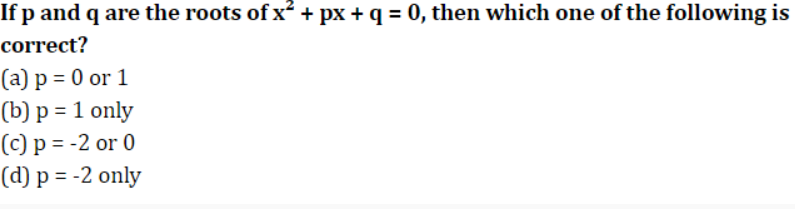 If p and q are the roots of x² + px + q = 0, then which one of the following is
correct?
(a) p = 0 or 1
(b) p = 1 only
(c) p = -2 or 0
(d) p = -2 only